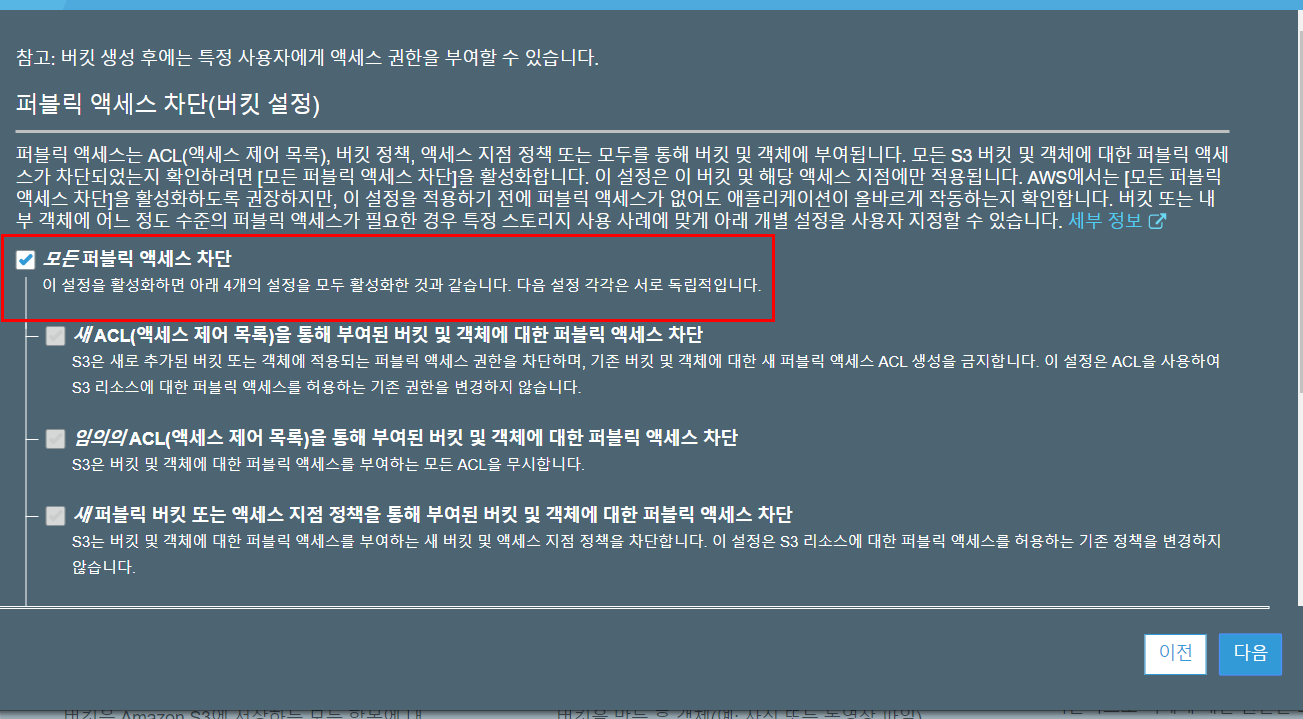 참고: 버킷 생성 후에는 특정 사용자에게 액세스 권한을 부여할 수 있습니다.
퍼블릭 액세스 차단(버킷 설정)
퍼블릭 액세스는 ACL(액세스 제어 목록), 버킷 정책, 액세스 지점 정책 또는 모두를 통해 버킷 및 객체에 부여됩니다. 모든 S3 버킷 및 객체에 대한 퍼블릭 액세
스가 차단되었는지 확인하려면 [모든 퍼블릭 액세스 차단]을 활성화합니다. 이 설정은 이 버킷 및 해당 액세스 지점에만 적용됩니다. AWS에서는 [모든 퍼블릭
액세스 차단]을 활성화하도록 권장하지만, 이 설정을 적용하기 전에 퍼블릭 액세스가 없어도 애플리케이션이 올바르게 작동하는지 확인합니다. 버킷 또는 내
부 객체에 어느 정도 수준의 퍼블릭 액세스가 필요한 경우 특정 스토리지 사용 사례에 맞게 아래 개별 설정을 사용자 지정할 수 있습니다. 세부 정보
모든 퍼블릭 액세스 차단
이 설정을 활성화하면 아래 4개의 설정을 모두 활성화한 것과 같습니다. 다음 설정 각각은 서로 독립적입니다.
새 ACL(액세스 제어 목록)을 통해 부여된 버킷 및 객체에 대한 퍼블릭 액세스 차단
S3은 새로 추가된 버킷 또는 객체에 적용되는 퍼블릭 액세스 권한을 차단하며, 기존 버킷 및 객체에 대한 새 퍼블릭 액세스 ACL 생성을 금지합니다. 이 설정은 ACL을 사용하여
S3 리소스에 대한 퍼블릭 액세스를 허용하는 기존 권한을 변경하지 않습니다.
임의의 ACL(액세스 제어 목록)을 통해 부여된 버킷 및 객체에 대한 퍼블릭 액세스 차단
S3은 버킷 및 객체에 대한 퍼블릭 액세스를 부여하는 모든 ACL을 무시합니다.
새 퍼블릭 버킷 또는 액세스 지점 정책을 통해 부여된 버킷 및 객체에 대한 퍼블릭 액세스 차단
S3는 버킷 및 객체에 대한 퍼블릭 액세스를 부여하는 새 버킷 및 액세스 지점 정책을 차단합니다. 이 설정은 S3 리소스에 대한 퍼블릭 액세스를 허용하는 기존 정책을 변경하지
않습니다.
이전
다음